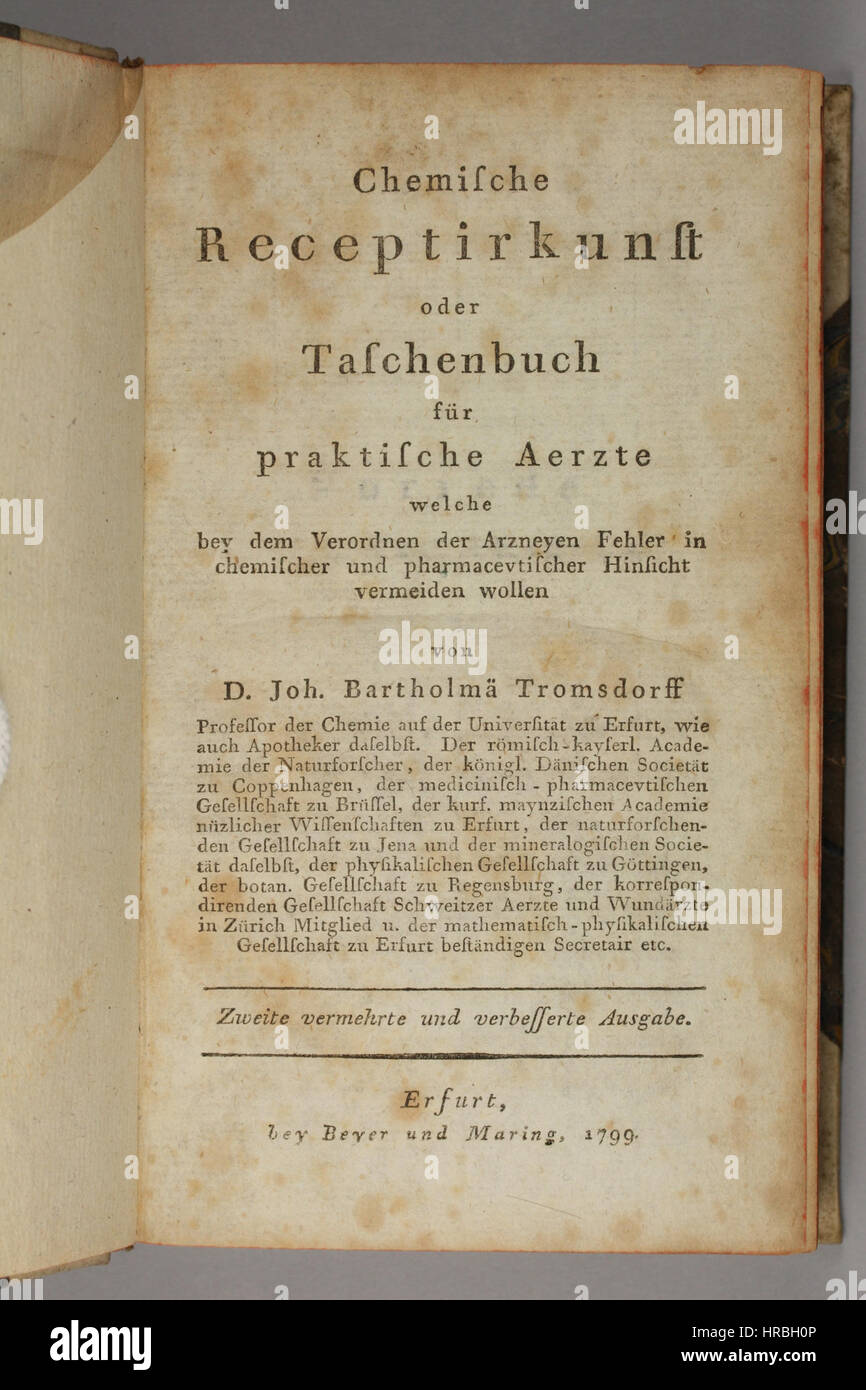 Chemiſche
Receptirkunſt
oder
Taſchenbuch
für
praktiſche Aerzte
welche
bey dem Verordnen der Arzneyen Fehler in
chemiſcher und pharmacevtiſcher Hinſicht
vermeiden wollen
von
D. Joh. Bartholmä Tromsdorff
Profeſſor der Chemie auf der Univerſität zu Erfurt, wie
auch Apotheker daſelbſt. Der römiſch-kayſerl. Acade-
mie der Naturforſcher, der königl. Däniſchen Societät
zu Coppenhagen, der mediciniſch - pharmacevtiſchen
Geſellſchaft zu Brüſſel, der kurf. maynziſchen Academie
nüzlicher Wiſſenſchaften zu Erfurt, der naturforſchen-
den Geſellſchaft zu Jena und der mineralogiſchen Socie-
tät daſelbſt, der phyſikaliſchen Geſellſchaft zu Göttingen,
der botan. Geſellſchaft zu Regensburg, der korreſpon-
direnden Geſellſchaft Schweitzer Aerzte und Wundärzte
in Zürich Mitglied u. der mathematiſch-phyſikaliſchen
Geſellſchaft zu Erfurt beſtändigen Secretair etc.
Zweite vermehrte und verbeſſerte Ausgabe.
Erfurt,
bey Beyer und Maring, 1799.
alamy
alamy
a
alamy stock photo
HRBH0P
www.alamy.com